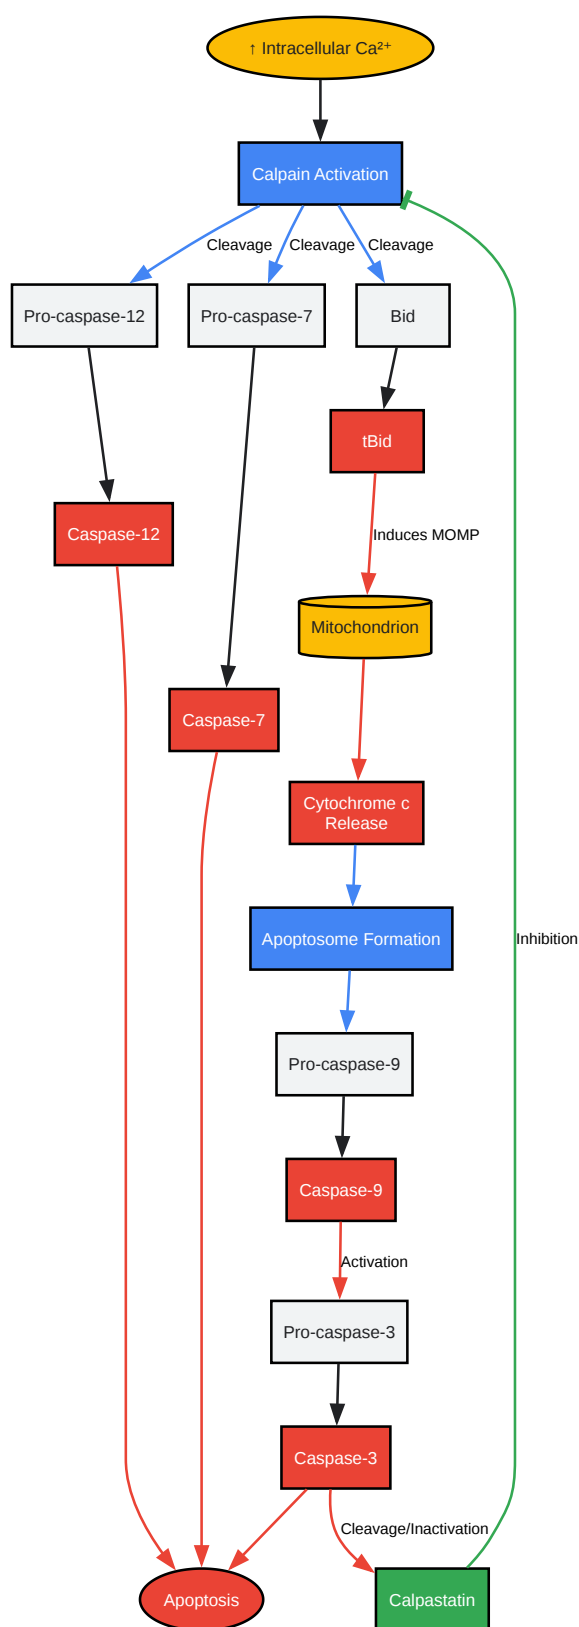 ↑ Intracellular Ca²⁺
Calpain Activation
Cleavage
Cleavage
Cleavage
Pro-caspase-12
Pro-caspase-7
Bid
tBid
Caspase-12
Induces MOMP
Mitochondrion
Caspase-7
Cytochrome c
Release
Apoptosome Formation
Inhibition
Pro-caspase-9
Caspase-9
Activation
Pro-caspase-3
Caspase-3
Cleavage/Inactivation
Apoptosis
Calpastatin